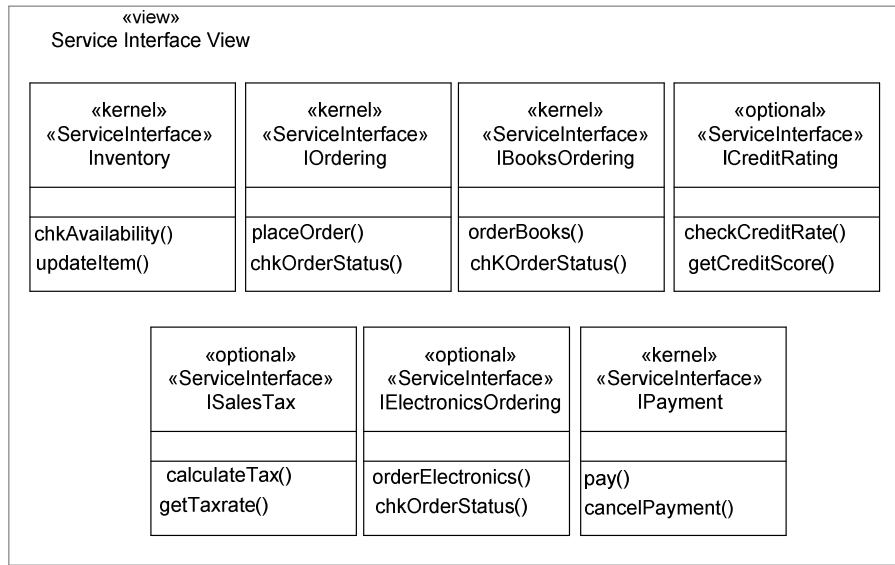 «view»
Service Interface View
«kernel»
«ServiceInterface»
Inventory
chkAvailability()
updateItem()
«kernel»
«ServiceInterface»
IOrdering
placeOrder()
chkOrderStatus()
«kernel»
«ServiceInterface»
IBooksOrdering
orderBooks()
chKOrderStatus()
«optional»
«ServiceInterface»
ICreditRating
checkCreditRate()
getCreditScore()
«optional»
«ServiceInterface»
ISalesTax
calculateTax()
getTaxrate()
«optional»
«ServiceInterface»
IElectronicsOrdering
orderElectronics()
chkOrderStatus()
«kernel»
«ServiceInterface»
IPayment
pay()
cancelPayment()